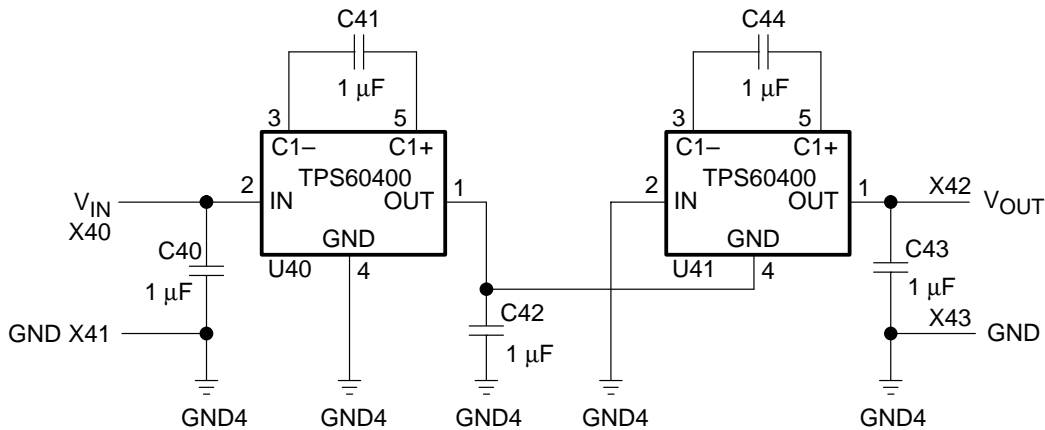 C41
1 μF
3 5
C1– C1+
TPS60400
2 IN OUT 1
GND
U40 4
VIN
X40
C40
1 μF
GND X41
C42
1 μF
C44
1 μF
3 5
C1– C1+
TPS60400
2 IN OUT 1
GND
U41 4
X42 VOUT
C43
1 μF
X43 GND
GND4 GND4 GND4 GND4 GND4